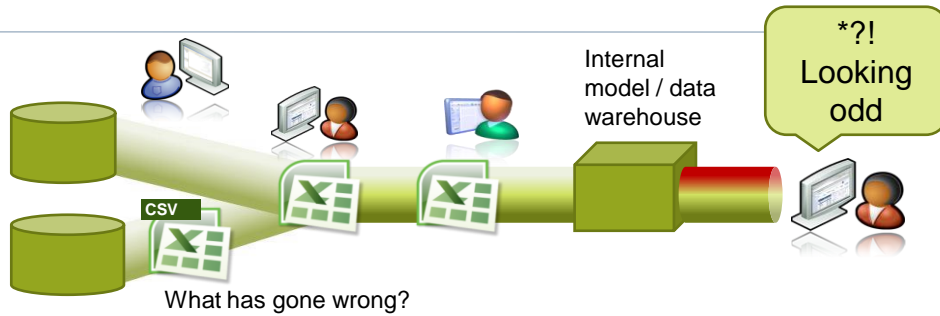 *?!
Looking
odd
Internal
model / data
warehouse
CSV
What has gone wrong?